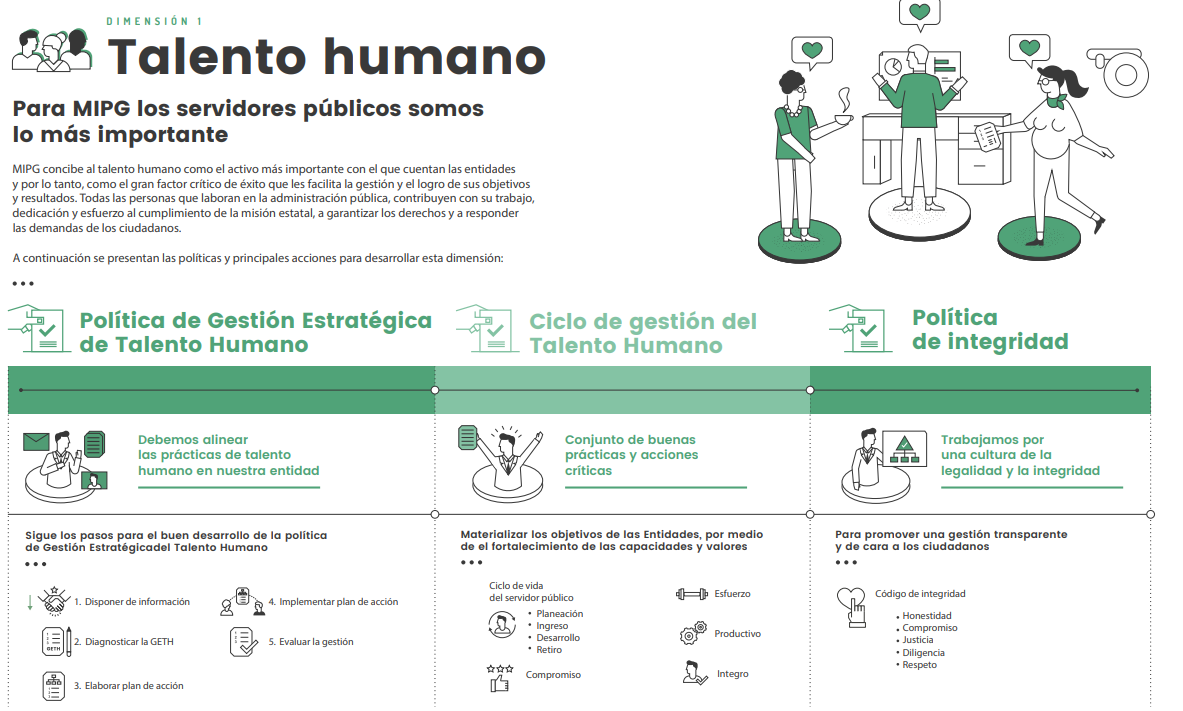 DIMENSIÓN 1
Talento humano
Para MIPG los servidores públicos somos
lo más importante
MIPG concibe al talento humano como el activo más importante con el que cuentan las entidades
y por lo tanto, como el gran factor crítico de éxito que les facilita la gestión y el logro de sus objetivos
y resultados. Todas las personas que laboran en la administración pública, contribuyen con su trabajo,
dedicación y esfuerzo al cumplimiento de la misión estatal, a garantizar los derechos y a responder
las demandas de los ciudadanos.
A continuación se presentan las políticas y principales acciones para desarrollar esta dimensión:
Política de Gestión Estratégica
de Talento Humano
Ciclo de gestión del
Talento Humano
Política
de integridad
Debemos alinear
las prácticas de talento
humano en nuestra entidad
Conjunto de buenas
prácticas y acciones
críticas
Trabajamos por
una cultura de la
legalidad y la integridad
Sigue los pasos para el buen desarrollo de la política
de Gestión Estratégicadel Talento Humano
1. Disponer de información
GETH
2. Diagnosticar la GETH
3. Elaborar plan de acción
4. Implementar plan de acción
5. Evaluar la gestión
Materializar los objetivos de las Entidades, por medio
de el fortalecimiento de las capacidades y valores
Ciclo de vida
del servidor público
• Planeación
• Ingreso
• Desarrollo
• Retiro
Compromiso
Esfuerzo
Productivo
Integro
Para promover una gestión transparente
y de cara a los ciudadanos
Código de integridad
• Honestidad
• Compromiso
• Justicia
• Diligencia
• Respeto